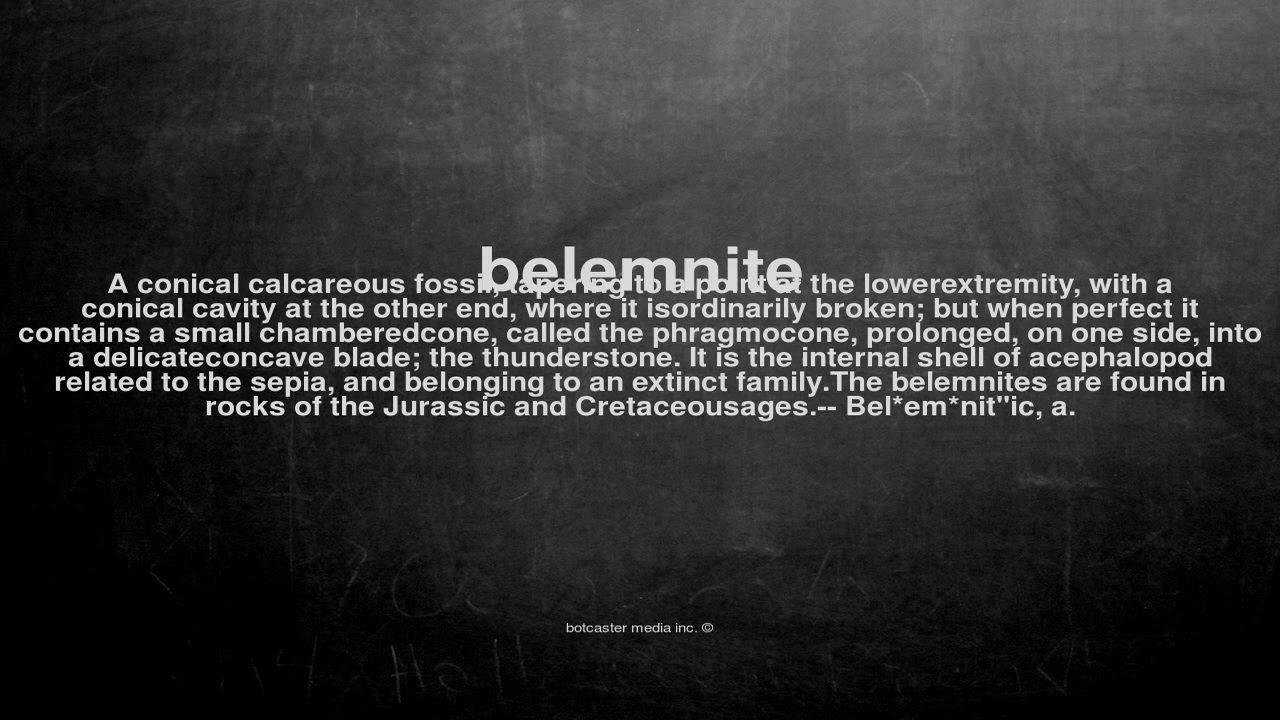 belemnite
A conical calcareous fossil, tapering to a point at the lowerextremity, with a
conical cavity at the other end, where it isordinarily broken; but when perfect it
contains a small chamberedcone, called the phragmocone, prolonged, on one side, into
a delicateconcave blade; the thunderstone. It is the internal shell of acephalopod
related to the sepia, and belonging to an extinct family.The belemnites are found in
rocks of the Jurassic and Cretaceousages.-- Bel*em*nit"ic, a.
botcaster media inc. ©